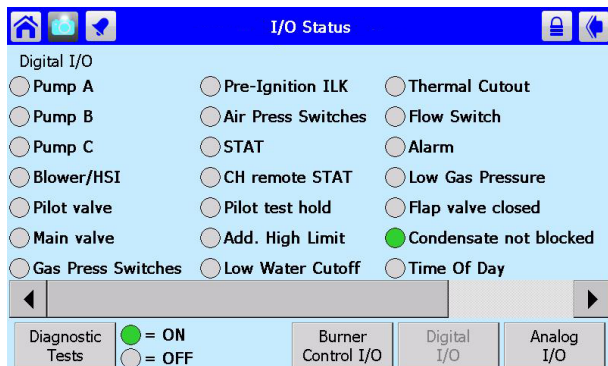 I/O Status
Digital I/O
Pump A
Pre-Ignition ILK
Thermal Cutout
Pump B
Air Press Switches
Flow Switch
Pump C
STAT
Alarm
Blower/HSI
CH remote STAT
Low Gas Pressure
Pilot valve
Pilot test hold
Flap valve closed
Main valve
Add. High Limit
Condensate not blocked
Gas Press Switches
Low Water Cutoff
Time Of Day
Diagnostic
Tests
= ON
= OFF
Burner
Control I/O
Digital
I/O
Analog
I/O